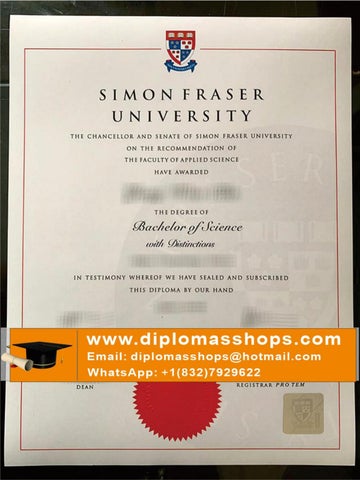 SIMON FRASER
UNIVERSITY
THE CHANCELLOR AND SENATE OF SIMON FRASER UNIVERSITY
ON THE RECOMMENDATION OF
THE FACULTY OF APPLIED SCIENCE
HAVE AWARDED
THE DEGREE OF
Bachelor of Science
with Distinctions
IN TESTIMONY WHEREOF WE HAVE SEALED AND SUBSCRIBED
THIS DIPLOMA BY OUR HAND
www.diplomasshops.com
Email: diplomasshops@hotmail.com
WhatsApp: +1(832)7929622
DEAN
REGISTRAR PRO TEM